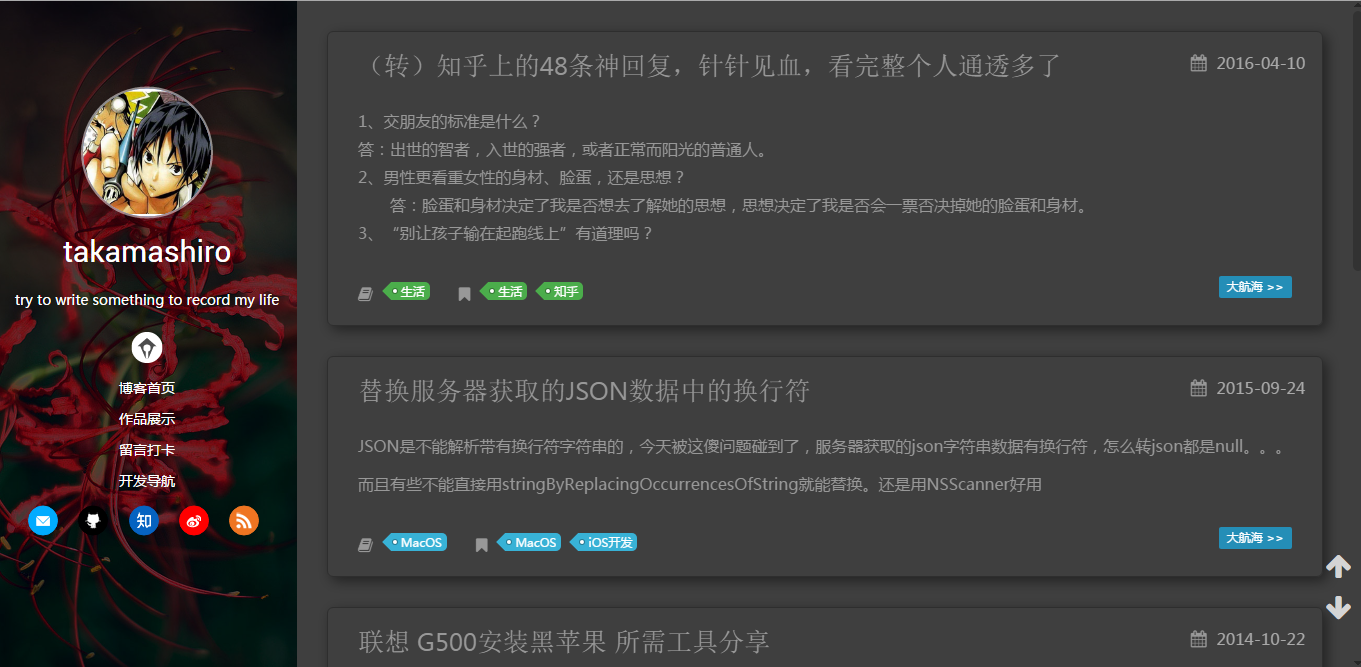 takamashiro
try to write something to record my life
博客首页
作品展示
留言打卡
开发导航
知
（转）知乎上的48条神回复，针针见血，看完整个人通透多了
2016-04-10
1、交朋友的标准是什么？
答：出世的智者，入世的强者，或者正常而阳光的普通人。
2、男性更看重女性的身材、脸蛋，还是思想？
答：脸蛋和身材决定了我是否想去了解她的思想，思想决定了我是否会一票否决掉她的脸蛋和身材。
3、“别让孩子输在起跑线上”有道理吗？
生活 生活 知乎
大航海 >>
替换服务器获取的JSON数据中的换行符
2015-09-24
JSON是不能解析带有换行符字符串的，今天被这傻问题碰到了，服务器获取的json字符串数据有换行符，怎么转json都是null。。。
而且有些不能直接用stringByReplacingOccurrencesOfString就能替换。还是用NSScanner好用
MacOS MacOS iOS开发
大航海 >>
联想 G500安装黑苹果 所需工具分享
2014-10-22